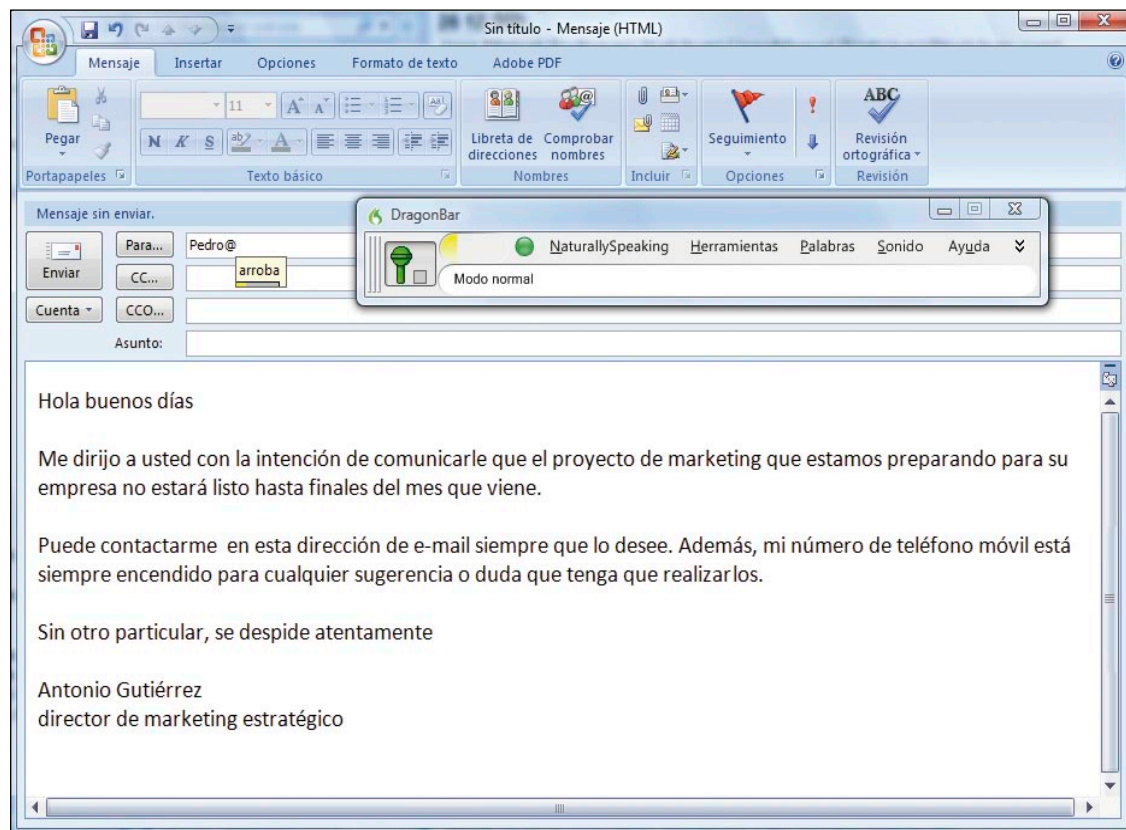 Sin título - Mensaje (HTML)
Mensaje Insertar Opciones Formato de texto Adobe PDF
Pegar
11
N K S
Libreta de direcciones
Comprobar nombres
Seguimiento
ABC
Revisión ortográfica
Portapapeles Texto básico Nombres Incluir Opciones Revisión
Mensaje sin enviar.
DragonBar
Enviar
Para... Pedro@
arroba
NaturallySpeaking Herramientas Palabras Sonido Ayuda
CC...
Modo normal
Cuenta CCO...
Asunto:
Hola buenos días
Me dirijo a usted con la intención de comunicarle que el proyecto de marketing que estamos preparando para su
empresa no estará listo hasta finales del mes que viene.
Puede contactarme  en esta dirección de e-mail siempre que lo desee. Además, mi número de teléfono móvil está
siempre encendido para cualquier sugerencia o duda que tenga que realizarlos.
Sin otro particular, se despide atentamente
Antonio Gutiérrez
director de marketing estratégico